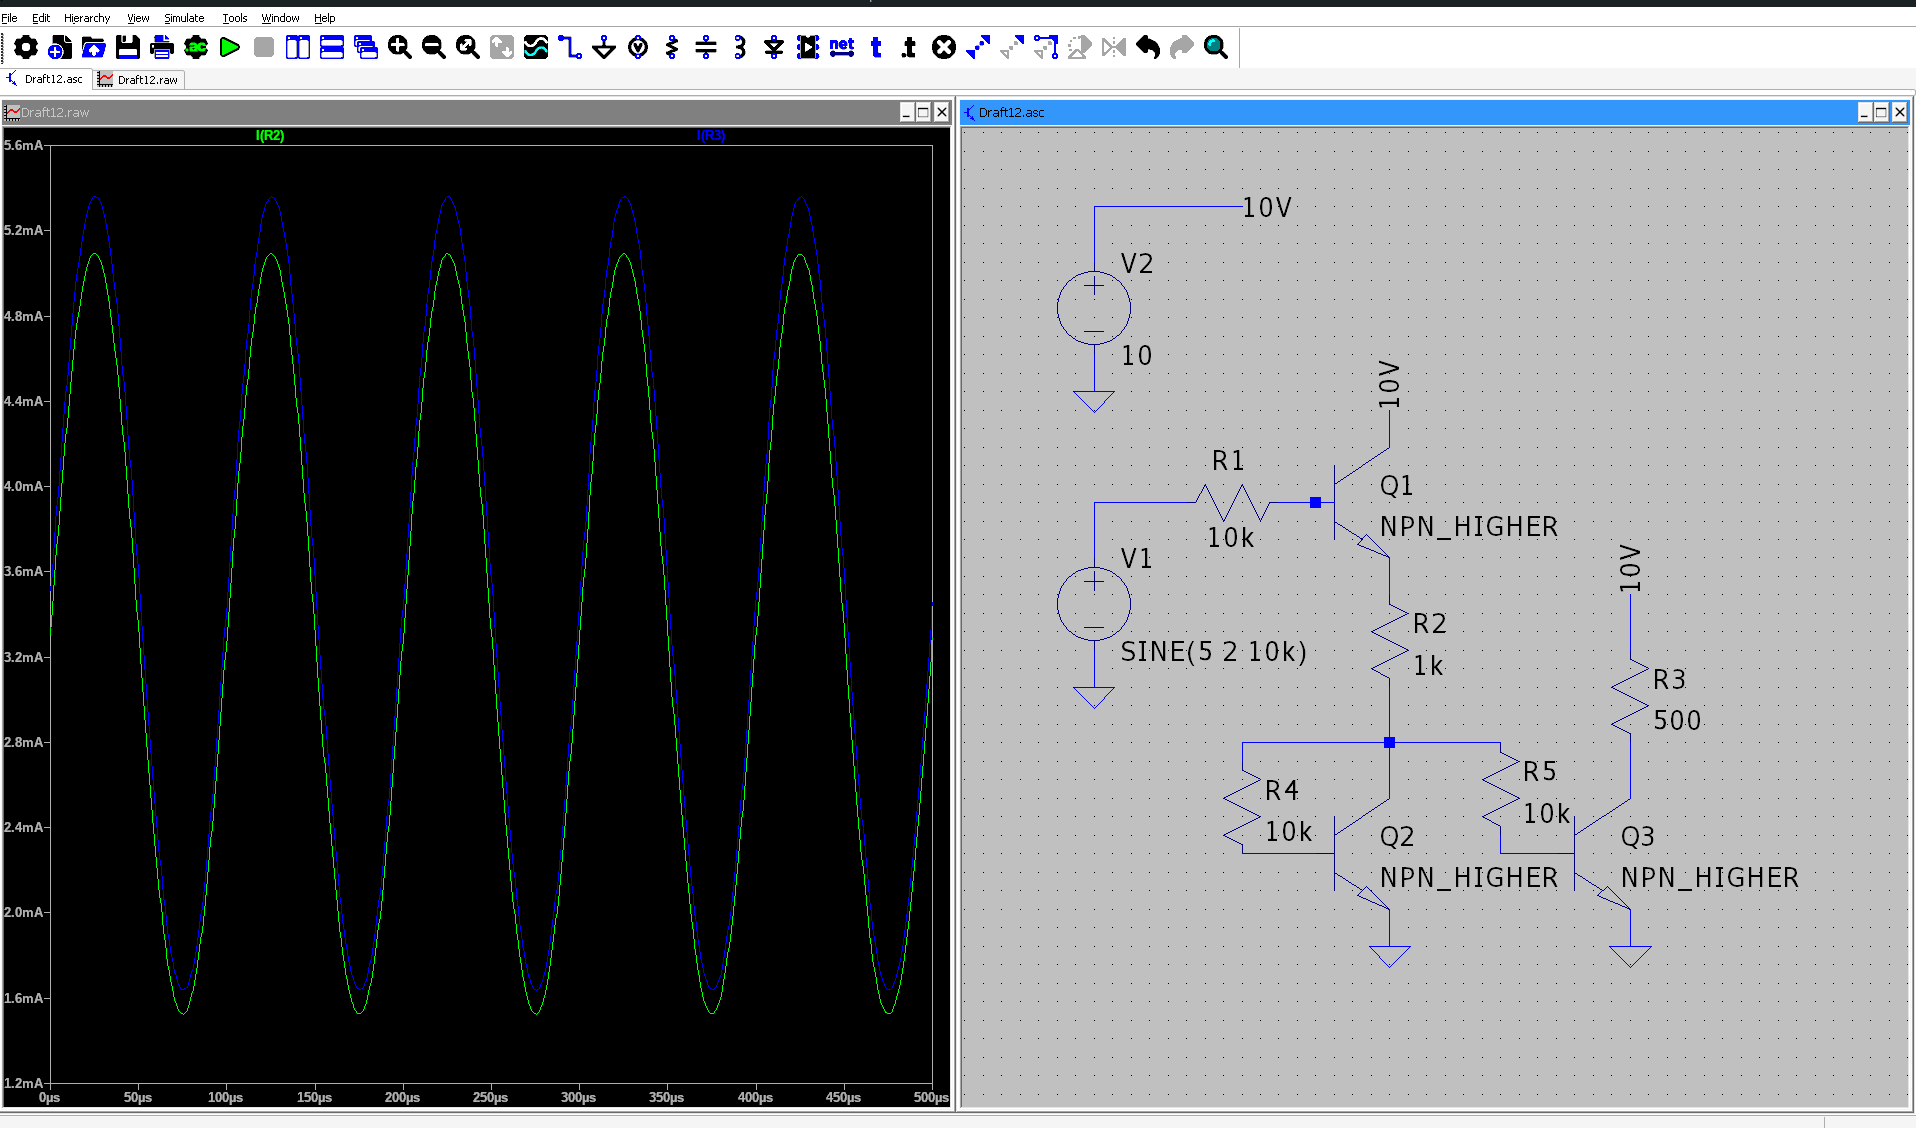 File Edit Hierarchy View Simulate Tools Window Help
.ac net t .t
Draft12.asc Draft12.raw
Draft12.raw
I(R2) I(R3)
5.6mA
5.2mA
4.8mA
4.4mA
4.0mA
3.6mA
3.2mA
2.8mA
2.4mA
2.0mA
1.6mA
1.2mA
0µs 50µs 100µs 150µs 200µs 250µs 300µs 350µs 400µs 450µs 500µs
Draft12.asc
10V
V2
10
10V
R1
10k
Q1
NPN_HIGHER
V1
SINE(5 2 10k)
10V
R2
1k
R3
500
R4
10k
R5
10k
Q2
NPN_HIGHER
Q3
NPN_HIGHER